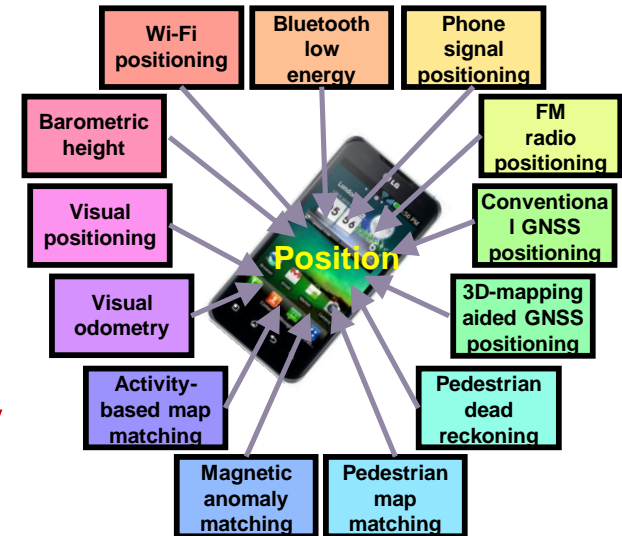 Wi-Fi
positioning
Bluetooth
low
energy
Phone
signal
positioning
Barometric
height
FM
radio
positioning
Visual
positioning
Conventiona
l GNSS
positioning
Position
Visual
odometry
3D-mapping
aided GNSS
positioning
Activity-
based map
matching
Pedestrian
dead
reckoning
Magnetic
anomaly
matching
Pedestrian
map
matching
LG